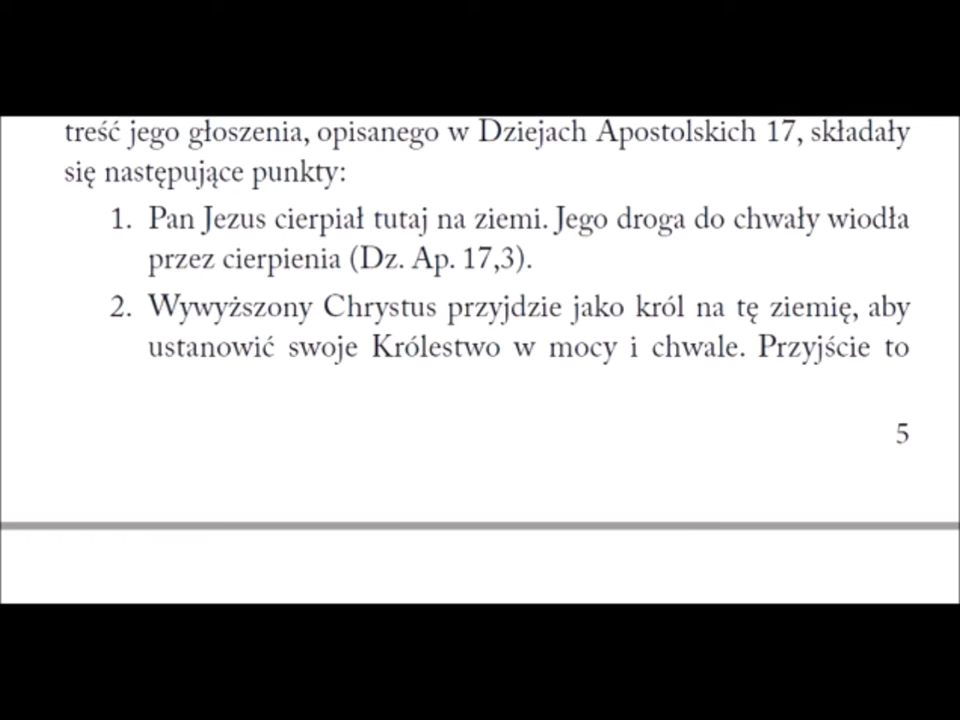 treść jego głoszenia, opisanego w Dziejach Apostolskich 17, składały
się następujące punkty:
1. Pan Jezus cierpiał tutaj na ziemi. Jego droga do chwały wiodła
przez cierpienia (Dz. Ap. 17,3).
2. Wywyższony Chrystus przyjdzie jako król na tę ziemię, aby
ustanowić swoje Królestwo w mocy i chwale. Przyjście to
5